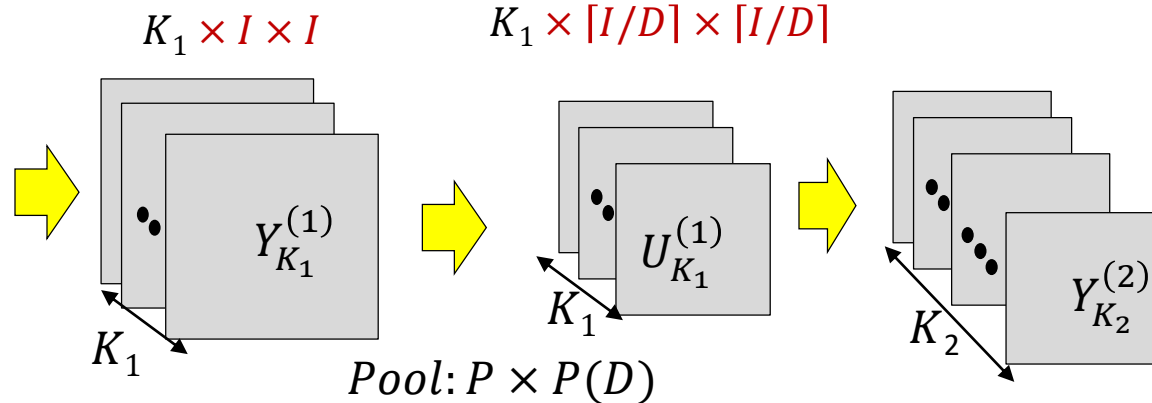 K₁ × I × I
K₁ × ⌈I/D⌉ × ⌈I/D⌉
Y_{K₁}^{(1)}
U_{K₁}^{(1)}
Y_{K₂}^{(2)}
K₁
K₁
K₂
Pool: P × P(D)